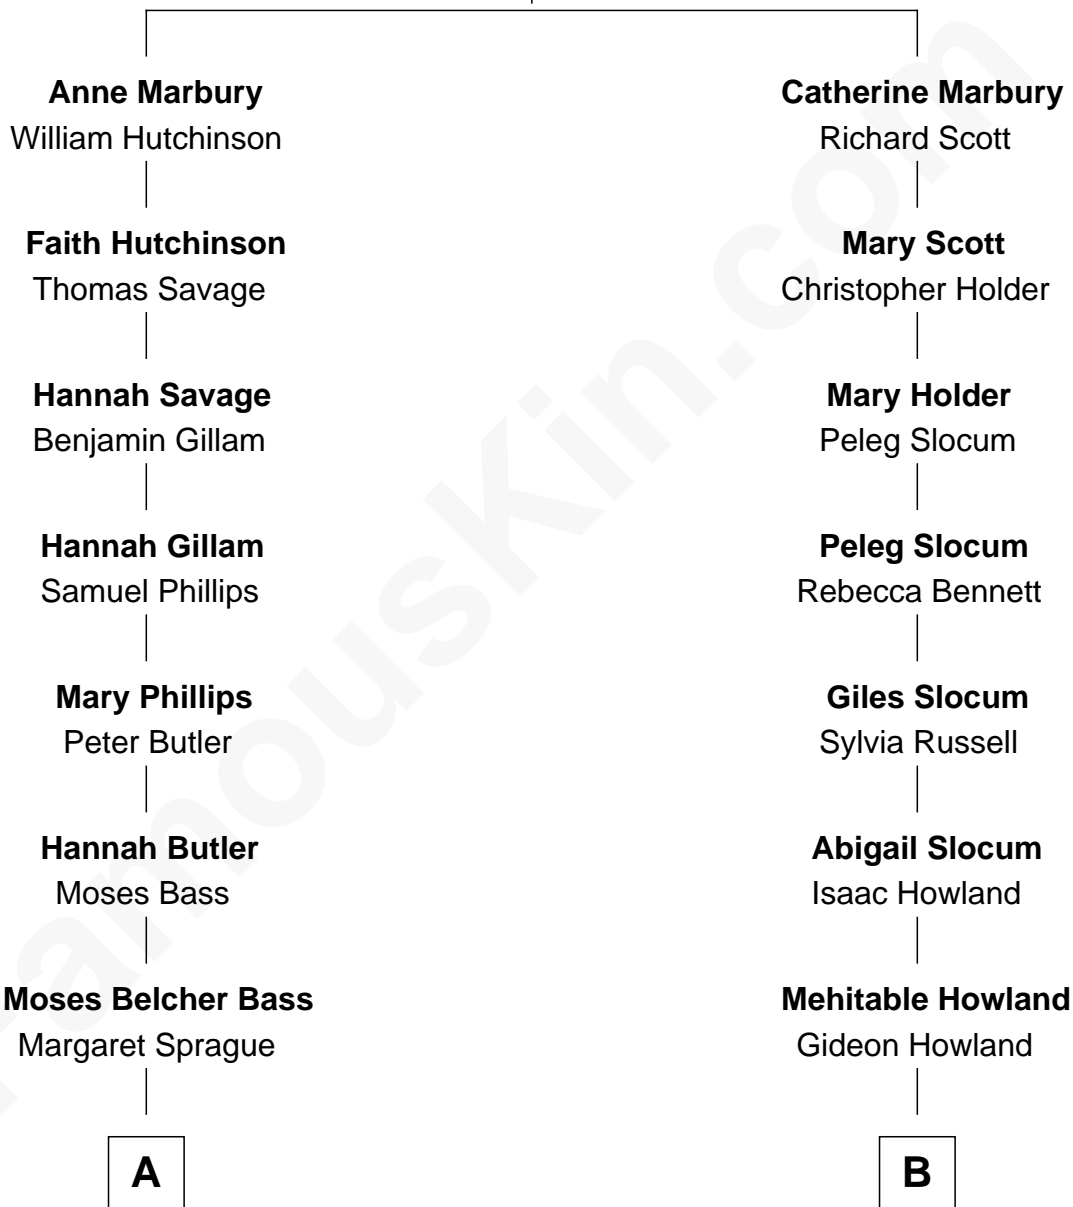 Anne Marbury
William Hutchinson
Faith Hutchinson
Thomas Savage
Hannah Savage
Benjamin Gillam
Hannah Gillam
Samuel Phillips
Mary Phillips
Peter Butler
Hannah Butler
Moses Bass
Moses Belcher Bass
Margaret Sprague
A
Catherine Marbury
Richard Scott
Mary Scott
Christopher Holder
Mary Holder
Peleg Slocum
Peleg Slocum
Rebecca Bennett
Giles Slocum
Sylvia Russell
Abigail Slocum
Isaac Howland
Mehitable Howland
Gideon Howland
B
FamousKin.com